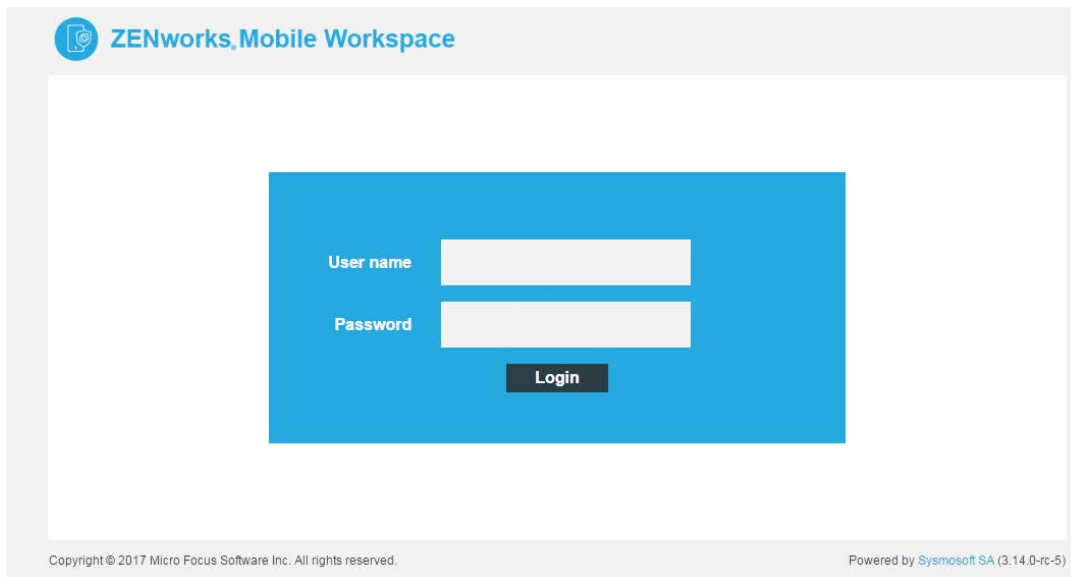 ZENworks® Mobile Workspace
User name
Password
Login
Copyright © 2017 Micro Focus Software Inc. All rights reserved.
Powered by Sysmosoft SA (3.14.0-rc-5)